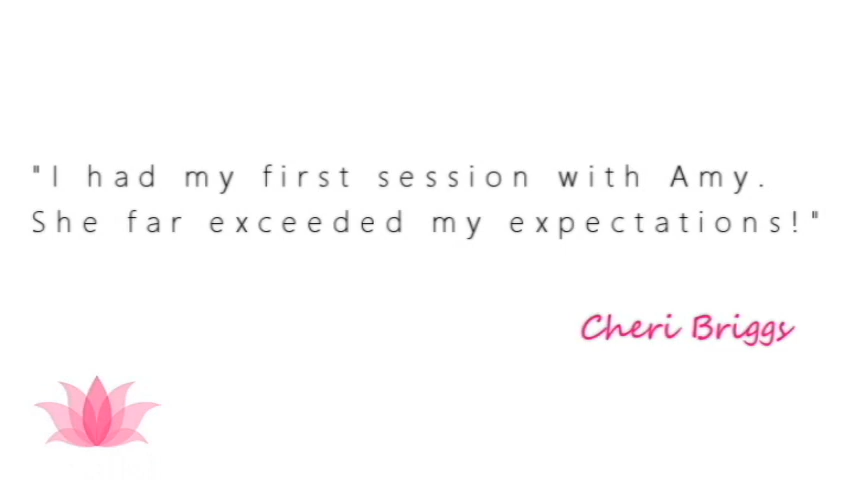 "I had my first session with Amy.
She far exceeded my expectations!"
Cheri Briggs